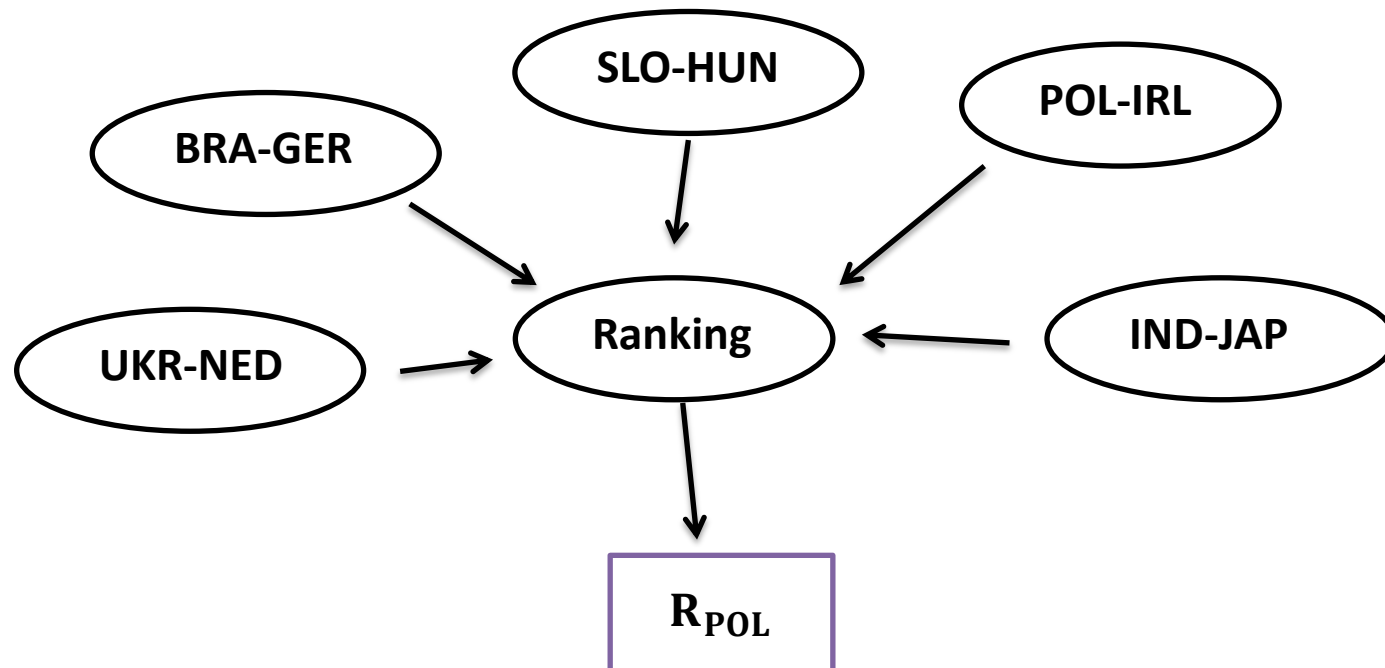 SLO-HUN
POL-IRL
BRA-GER
Ranking
IND-JAP
UKR-NED
R_POL